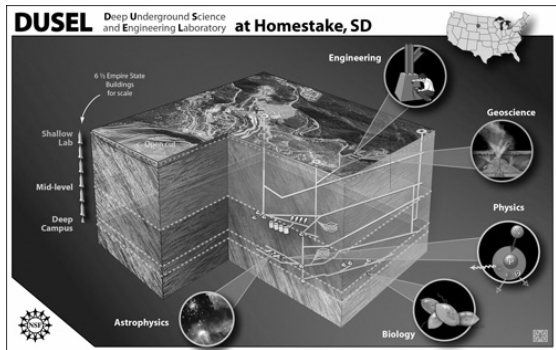 DUSEL
Deep Underground Science
and Engineering Laboratory
at Homestake, SD
6 ½ Empire State
Buildings
for scale
Engineering
Geoscience
Shallow
Lab
Open cut
Mid-level
Physics
Deep
Campus
Astrophysics
Biology
NSF